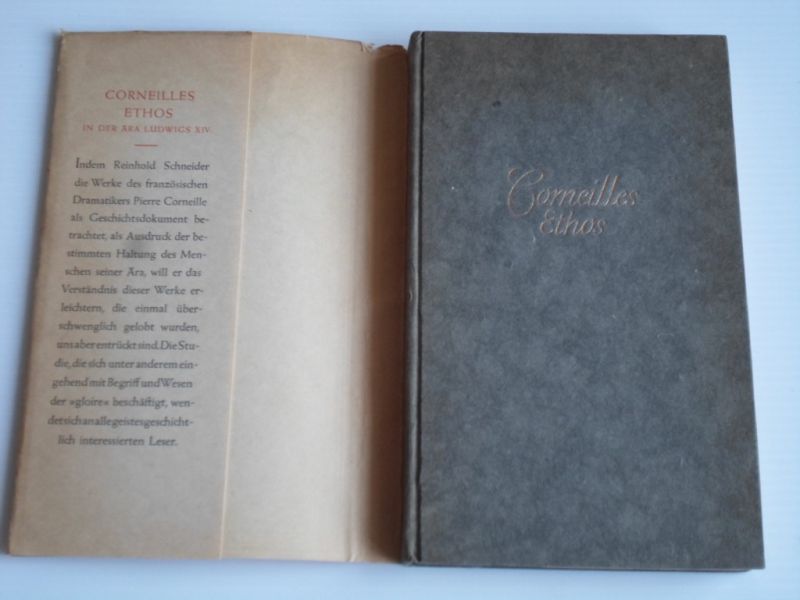 CORNEILLES
ETHOS
IN DER ÄRA LUDWIGS XIV.
Indem Reinhold Schneider
die Werke des französischen
Dramatikers Pierre Corneille
als Geschichtsdokument be-
trachtet, als Ausdruck der be-
stimmten Haltung des Men-
schen seiner Ära, will er das
Verständnis dieser Werke er-
leichtern, die einmal über-
schwenglich gelobt wurden,
uns aber entrückt sind. Die Stu-
die, die sich unter anderem ein-
gehend mit Begriff und Wesen
der »gloire« beschäftigt, wen-
det sich an alle geistesgeschicht-
lich interessierten Leser.
Corneilles
Ethos